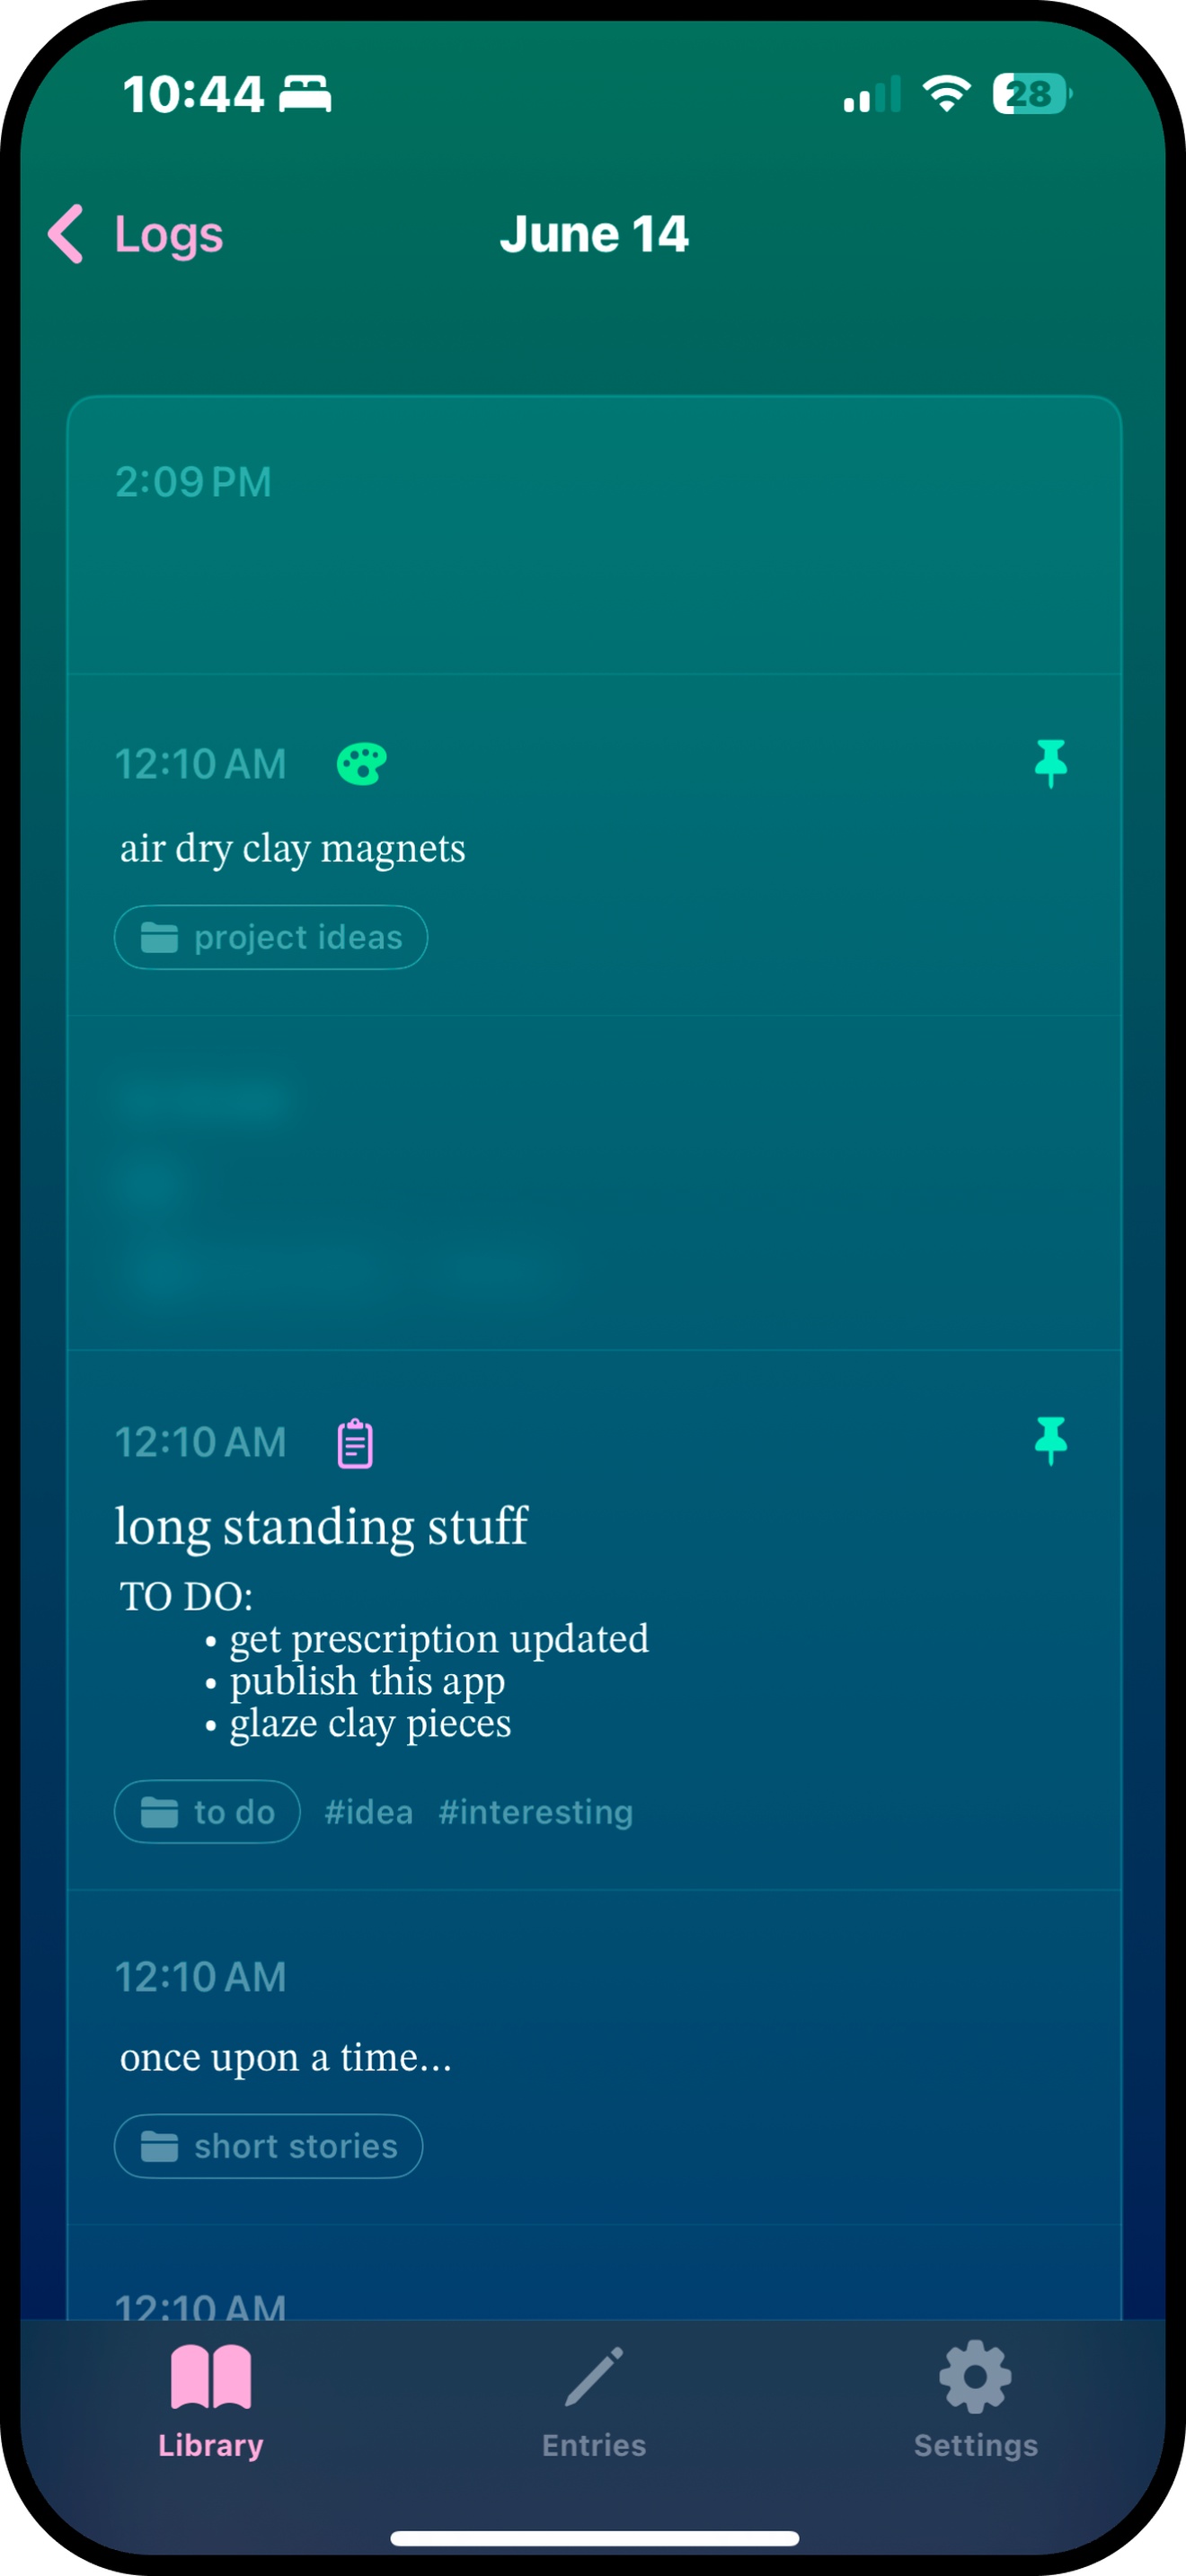 10:44
28
Logs
June 14
2:09 PM
12:10 AM
air dry clay magnets
project ideas
12:10 AM
long standing stuff
TO DO:
• get prescription updated
• publish this app
• glaze clay pieces
to do #idea #interesting
12:10 AM
once upon a time...
short stories
12:10 AM
Library
Entries
Settings